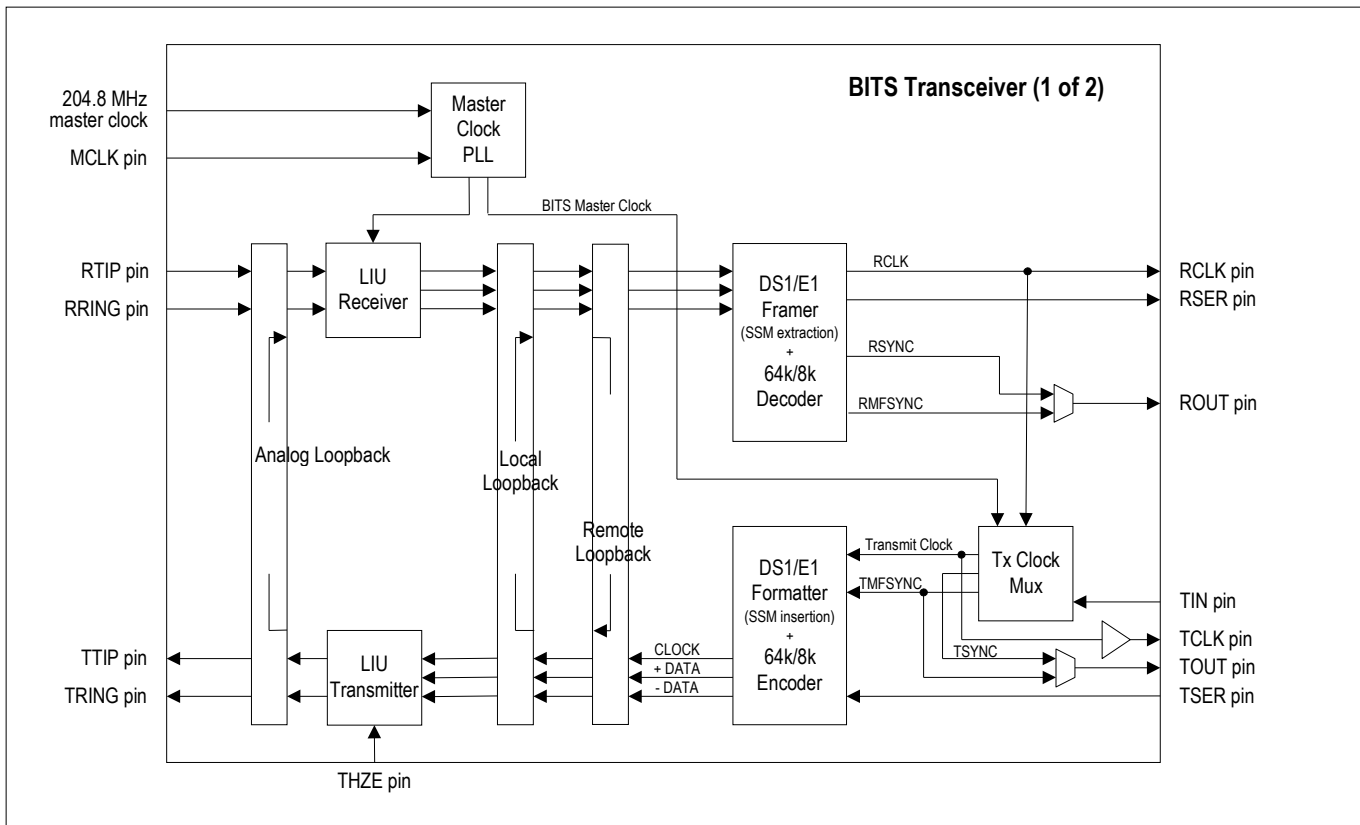 BITS Transceiver (1 of 2)
204.8 MHz
master clock
MCLK pin
Master
Clock
PLL
BITS Master Clock
RTIP pin
RRING pin
LIU
Receiver
DS1/E1
Framer
(SSM extraction)
+
64k/8k
Decoder
RCLK
RSYNC
RMFSYNC
RCLK pin
RSER pin
ROUT pin
Analog Loopback
Local
Loopback
Remote
Loopback
DS1/E1
Formatter
(SSM insertion)
+
64k/8k
Encoder
Transmit Clock
TMFSYNC
TSYNC
Tx Clock
Mux
TIN pin
TCLK pin
TOUT pin
TSER pin
CLOCK
+ DATA
- DATA
LIU
Transmitter
TTIP pin
TRING pin
THZE pin